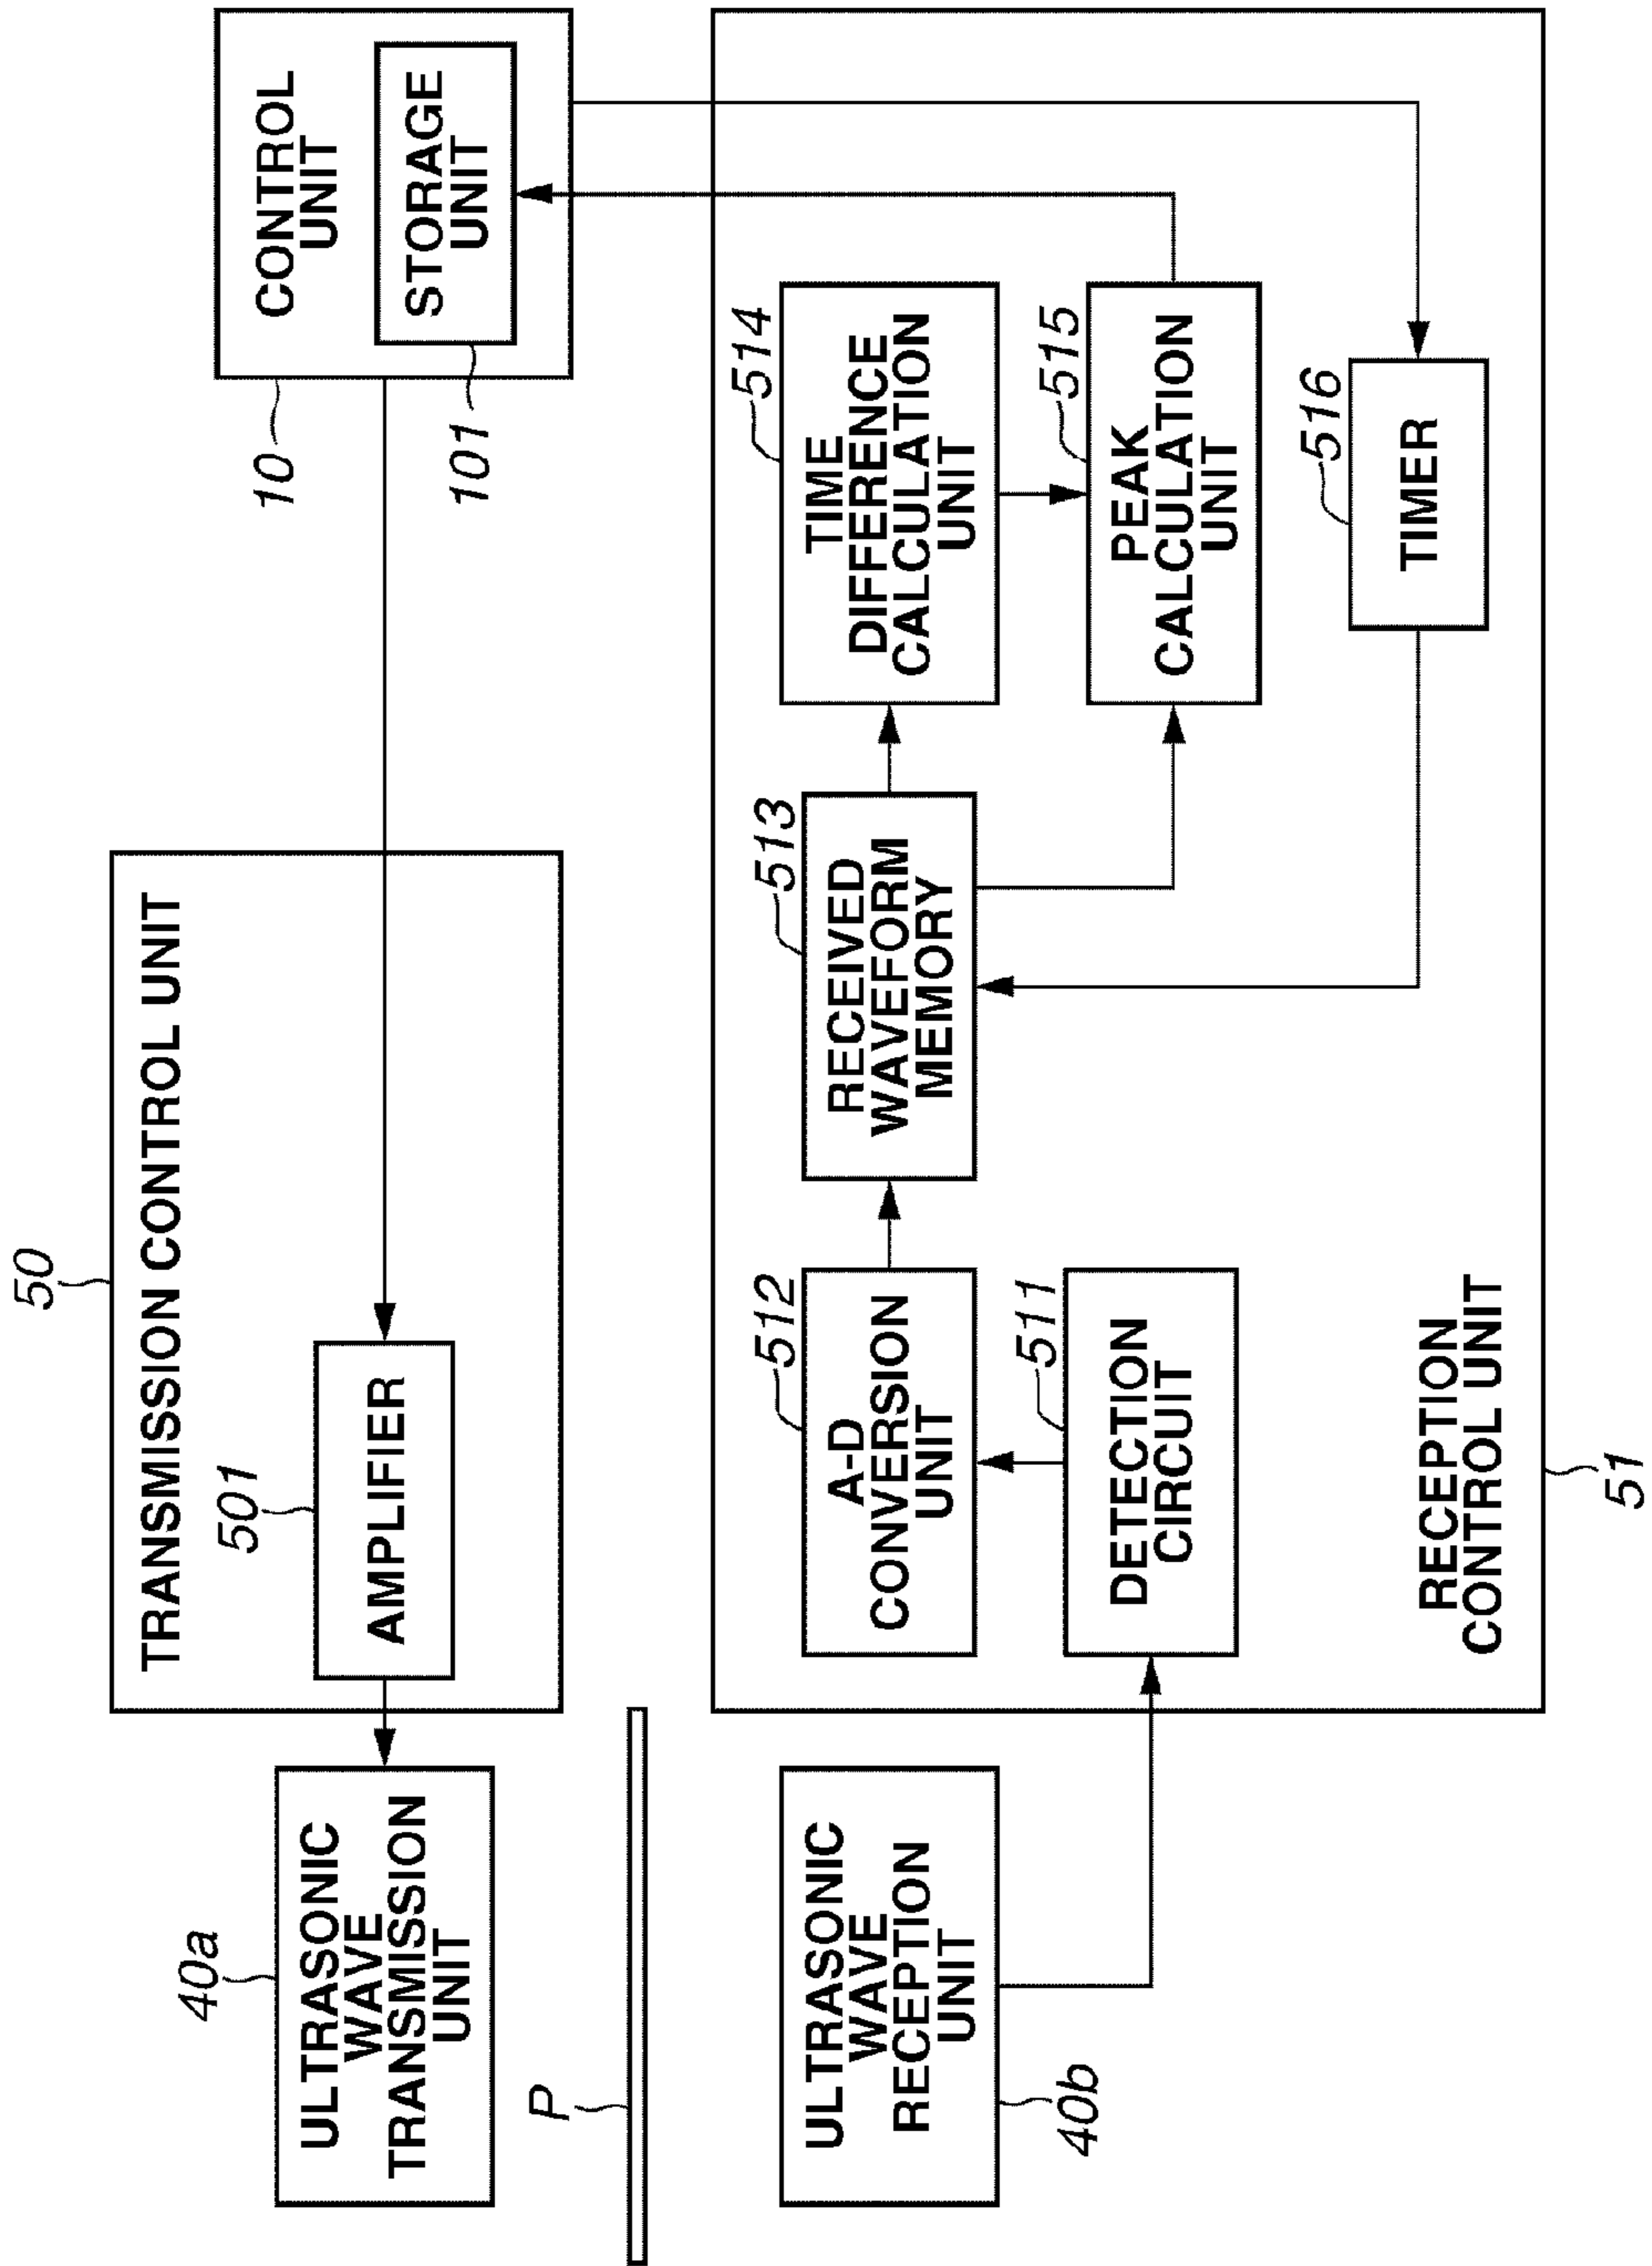 50
TRANSMISSION CONTROL UNIT
40a
ULTRASONIC
WAVE
TRANSMISSION
UNIT
501
AMPLIFIER
10
CONTROL
UNIT
STORAGE
UNIT
101
P
ULTRASONIC
WAVE
RECEPTION
UNIT
40b
512
A-D
CONVERSION
UNIT
513
RECEIVED
WAVEFORM
MEMORY
514
TIME
DIFFERENCE
CALCULATION
UNIT
511
DETECTION
CIRCUIT
515
PEAK
CALCULATION
UNIT
516
TIMER
RECEPTION
CONTROL UNIT
51